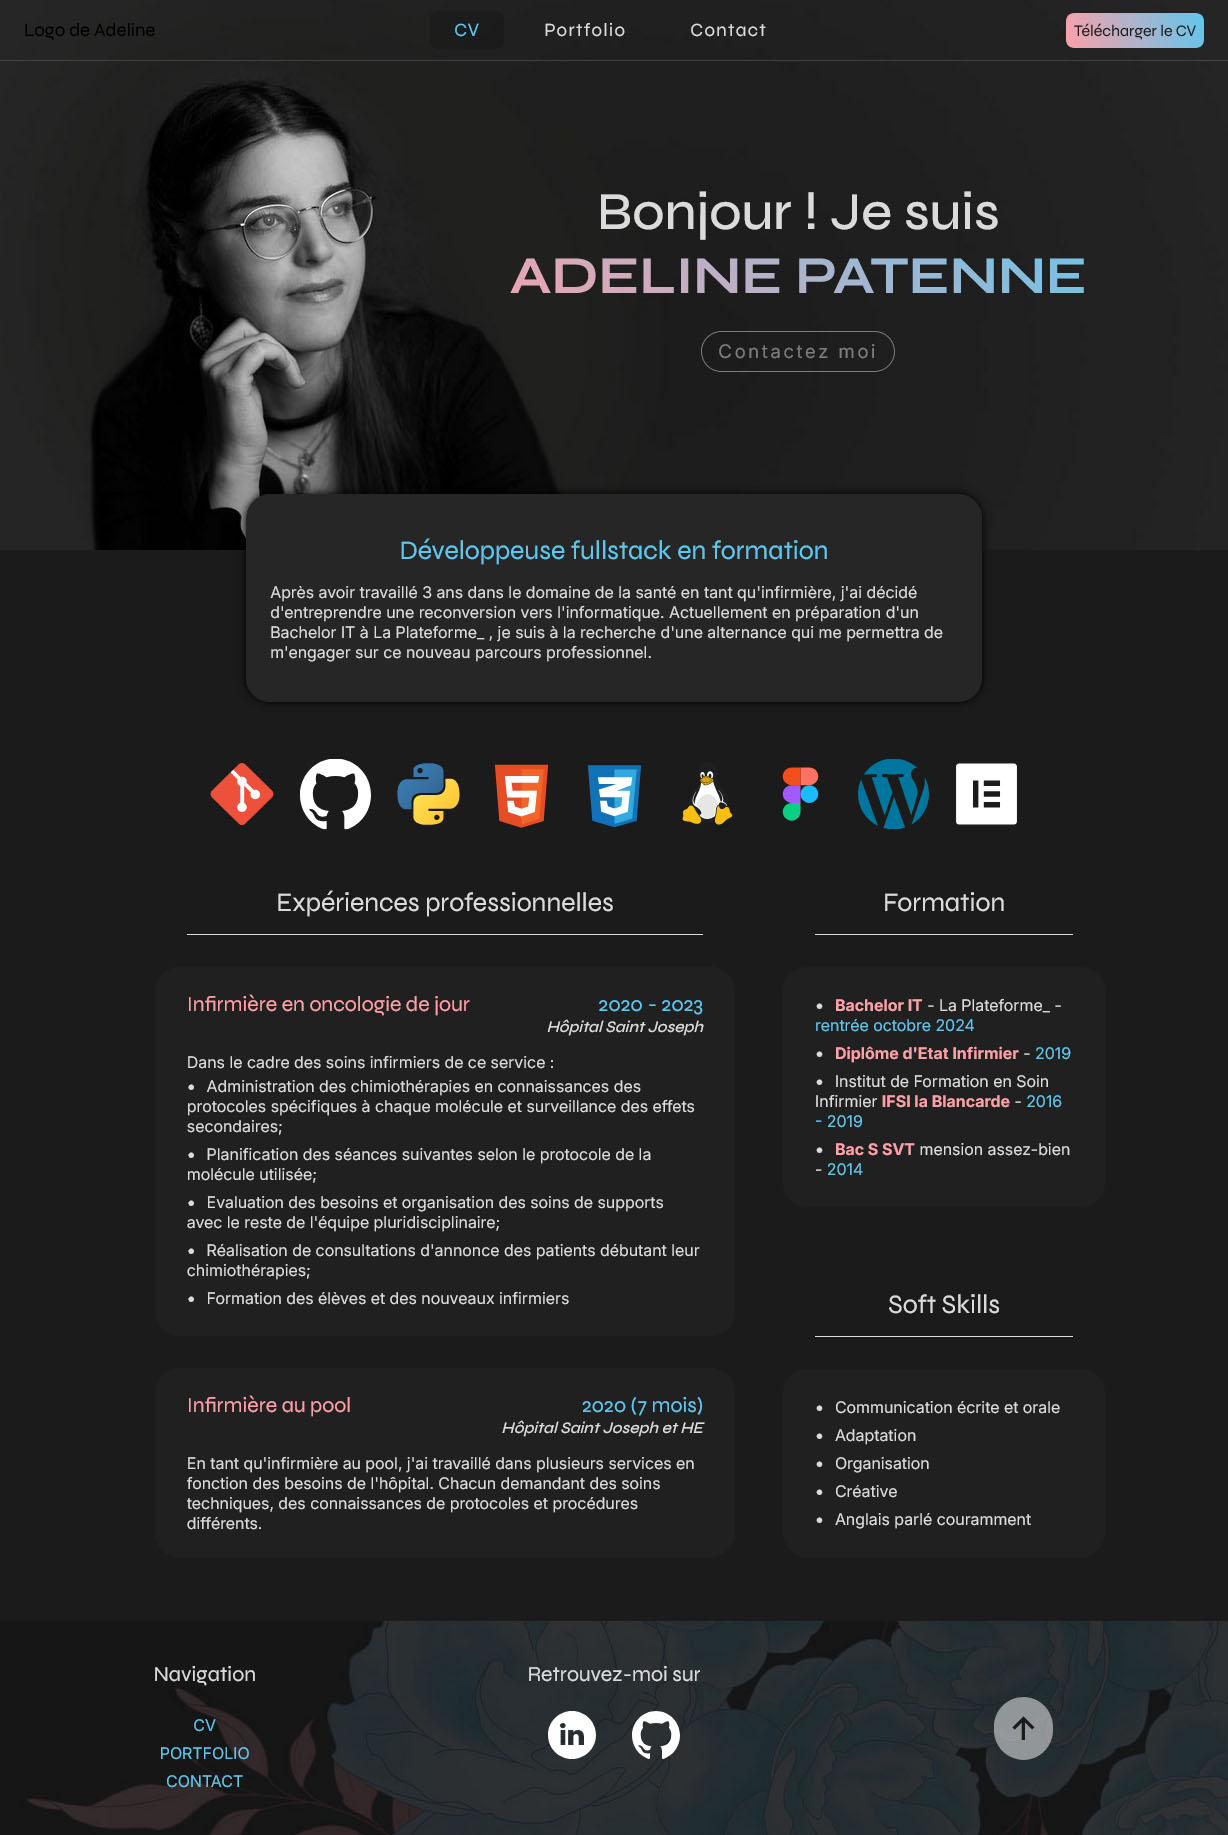 Logo de Adeline
CV
Portfolio
Contact
Télécharger le CV
Bonjour ! Je suis
ADELINE PATENNE
Contactez moi
Développeuse fullstack en formation
Après avoir travaillé 3 ans dans le domaine de la santé en tant qu'infirmière, j'ai décidé
d'entreprendre une reconversion vers l'informatique. Actuellement en préparation d'un
Bachelor IT à La Plateforme_ , je suis à la recherche d'une alternance qui me permettra de
m'engager sur ce nouveau parcours professionnel.
Expériences professionnelles
Infirmière en oncologie de jour
2020 - 2023
Hôpital Saint Joseph
Dans le cadre des soins infirmiers de ce service :
• Administration des chimiothérapies en connaissances des
protocoles spécifiques à chaque molécule et surveillance des effets
secondaires;
• Planification des séances suivantes selon le protocole de la
molécule utilisée;
• Evaluation des besoins et organisation des soins de supports
avec le reste de l'équipe pluridisciplinaire;
• Réalisation de consultations d'annonce des patients débutant leur
chimiothérapies;
• Formation des élèves et des nouveaux infirmiers
Infirmière au pool
2020 (7 mois)
Hôpital Saint Joseph et HE
En tant qu'infirmière au pool, j'ai travaillé dans plusieurs services en
fonction des besoins de l'hôpital. Chacun demandant des soins
techniques, des connaissances de protocoles et procédures
différents.
Formation
• Bachelor IT - La Plateforme_ -
rentrée octobre 2024
• Diplôme d'Etat Infirmier - 2019
• Institut de Formation en Soin
Infirmier IFSI la Blancarde - 2016
- 2019
• Bac S SVT mension assez-bien
- 2014
Soft Skills
• Communication écrite et orale
• Adaptation
• Organisation
• Créative
• Anglais parlé couramment
Navigation
CV
PORTFOLIO
CONTACT
Retrouvez-moi sur
in